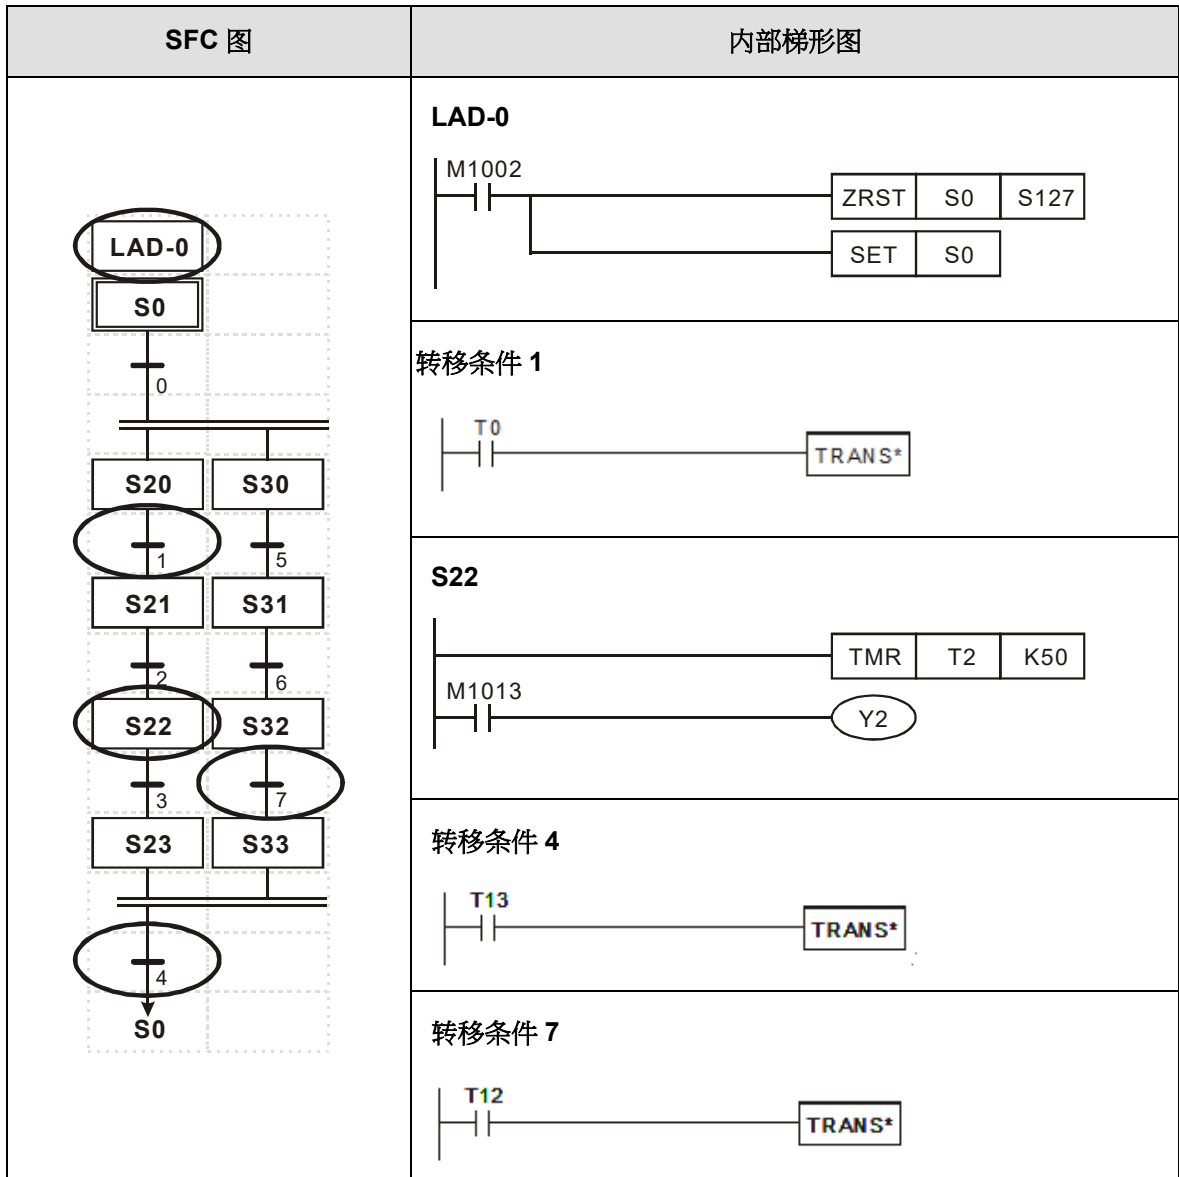 SFC 图
内部梯形图
LAD-0
S0
0
S20 S30
1 5
S21 S31
2 6
S22 S32
3 7
S23 S33
4
S0
LAD-0
M1002
ZRST S0 S127
SET S0
转移条件 1
T0
TRANS*
S22
TMR T2 K50
M1013
Y2
转移条件 4
T13
TRANS*
转移条件 7
T12
TRANS*